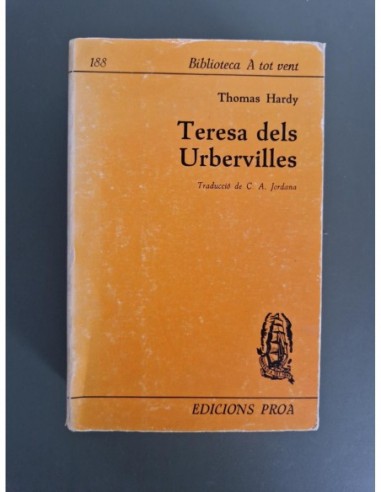 188 Biblioteca A tot vent
Thomas Hardy
Teresa dels
Urbervilles
Traducció de C. A. Jordana
EDICIONS PROA